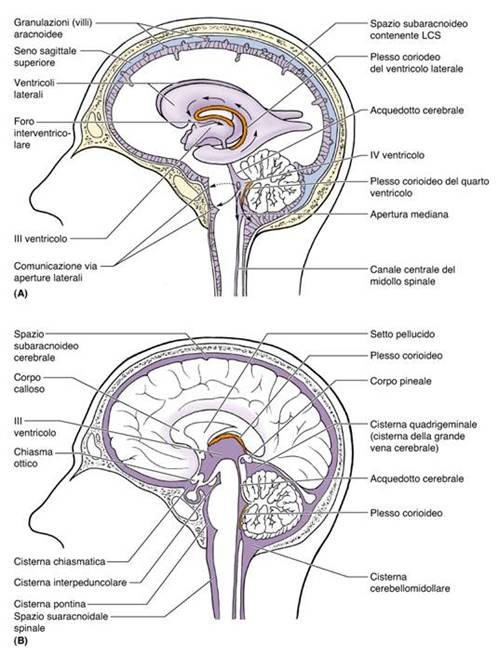 Granulazioni (villi)
aracnoidee
Seno sagittale
superiore
Ventricoli
laterali
Foro
interventrico-
lare
III ventricolo
Comunicazione via
aperture laterali
(A)
Spazio subaracnoideo
contenente LCS
Plesso coriodeo
del ventricolo laterale
Acquedotto cerebrale
IV ventricolo
Plesso corioideo del quarto
ventricolo
Apertura mediana
Canale centrale del
midollo spinale
Spazio
subaracnoideo
cerebrale
Corpo
calloso
III
ventricolo
Chiasma
ottico
Cisterna chiasmatica
Cisterna interpeduncolare
Cisterna pontina
Spazio suaracnoidale
spinale
(B)
Setto pellucido
Plesso corioideo
Corpo pineale
Cisterna quadrigeminale
(cisterna della grande
vena cerebrale)
Acquedotto cerebrale
Plesso corioideo
Cisterna
cerebellomidollare